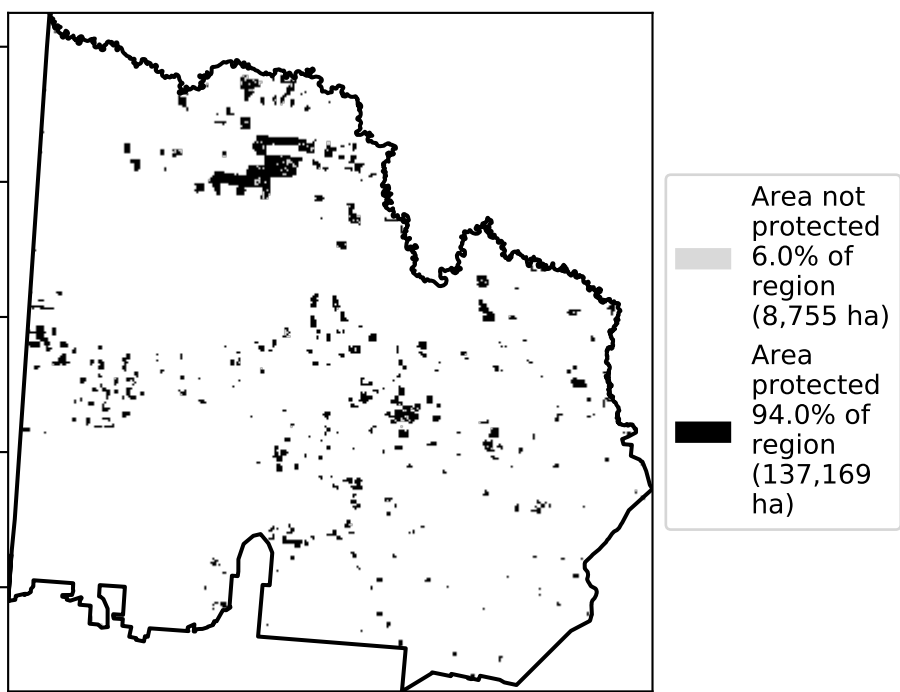 Area not
protected
6.0% of
region
(8,755 ha)
Area
protected
94.0% of
region
(137,169
ha)